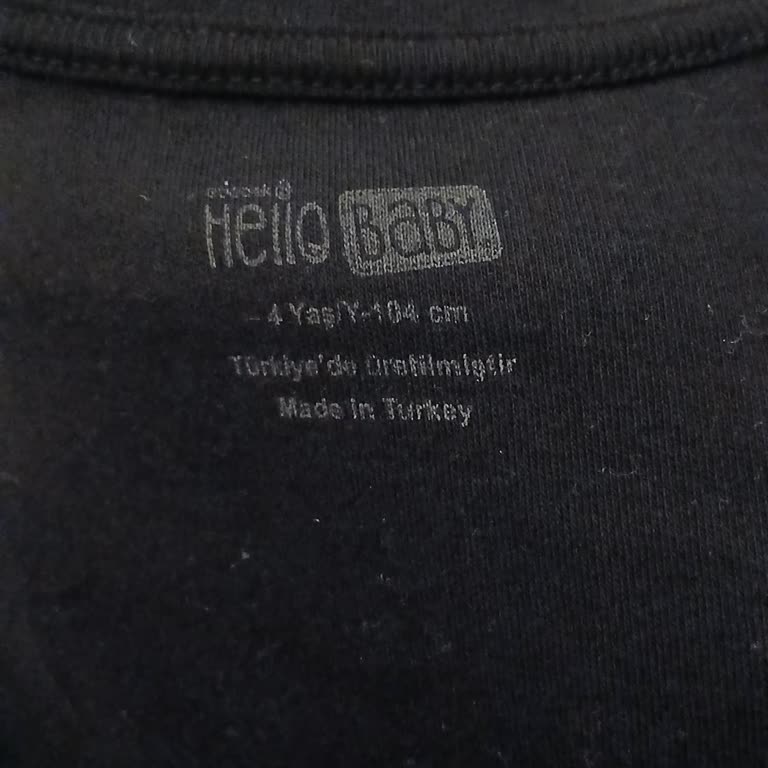 Hello BaBY
4 Yaş/Y-104 cm
Türkiye'de üretilmiştir
Made in Turkey